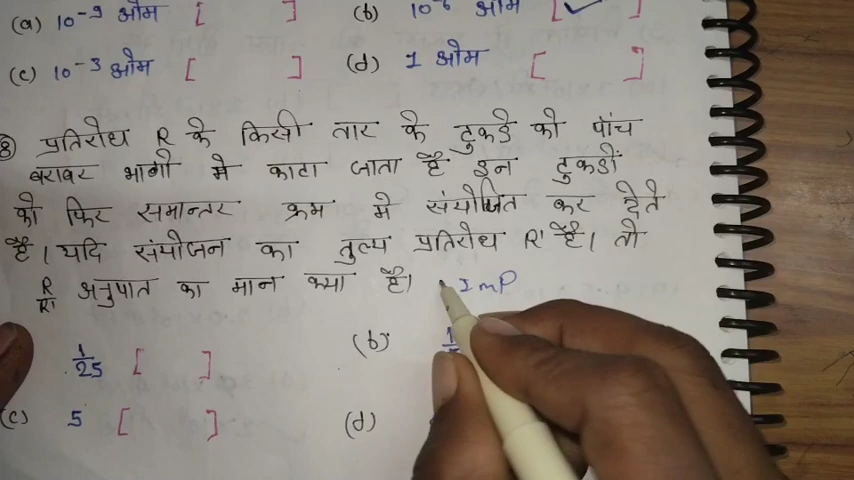 (a) 10⁻⁹ ओम [ ] (b) 10⁻⁶ ओम [✓]
(c) 10⁻³ ओम [ ] (d) 1 ओम [ ]
8 प्रतिरोध R के किसी तार के टुकड़े को पांच
बराबर भागो मे काटा जाता है इन टुकडों
को फिर समान्तर क्रम मे संयोजित कर देते
है। यदि संयोजन का तुल्य प्रतिरोध R' है। तो
R/R' अनुपात का मान क्या है। Imp
1/25 [ ] (b)
(c) 5 [ ] (d)